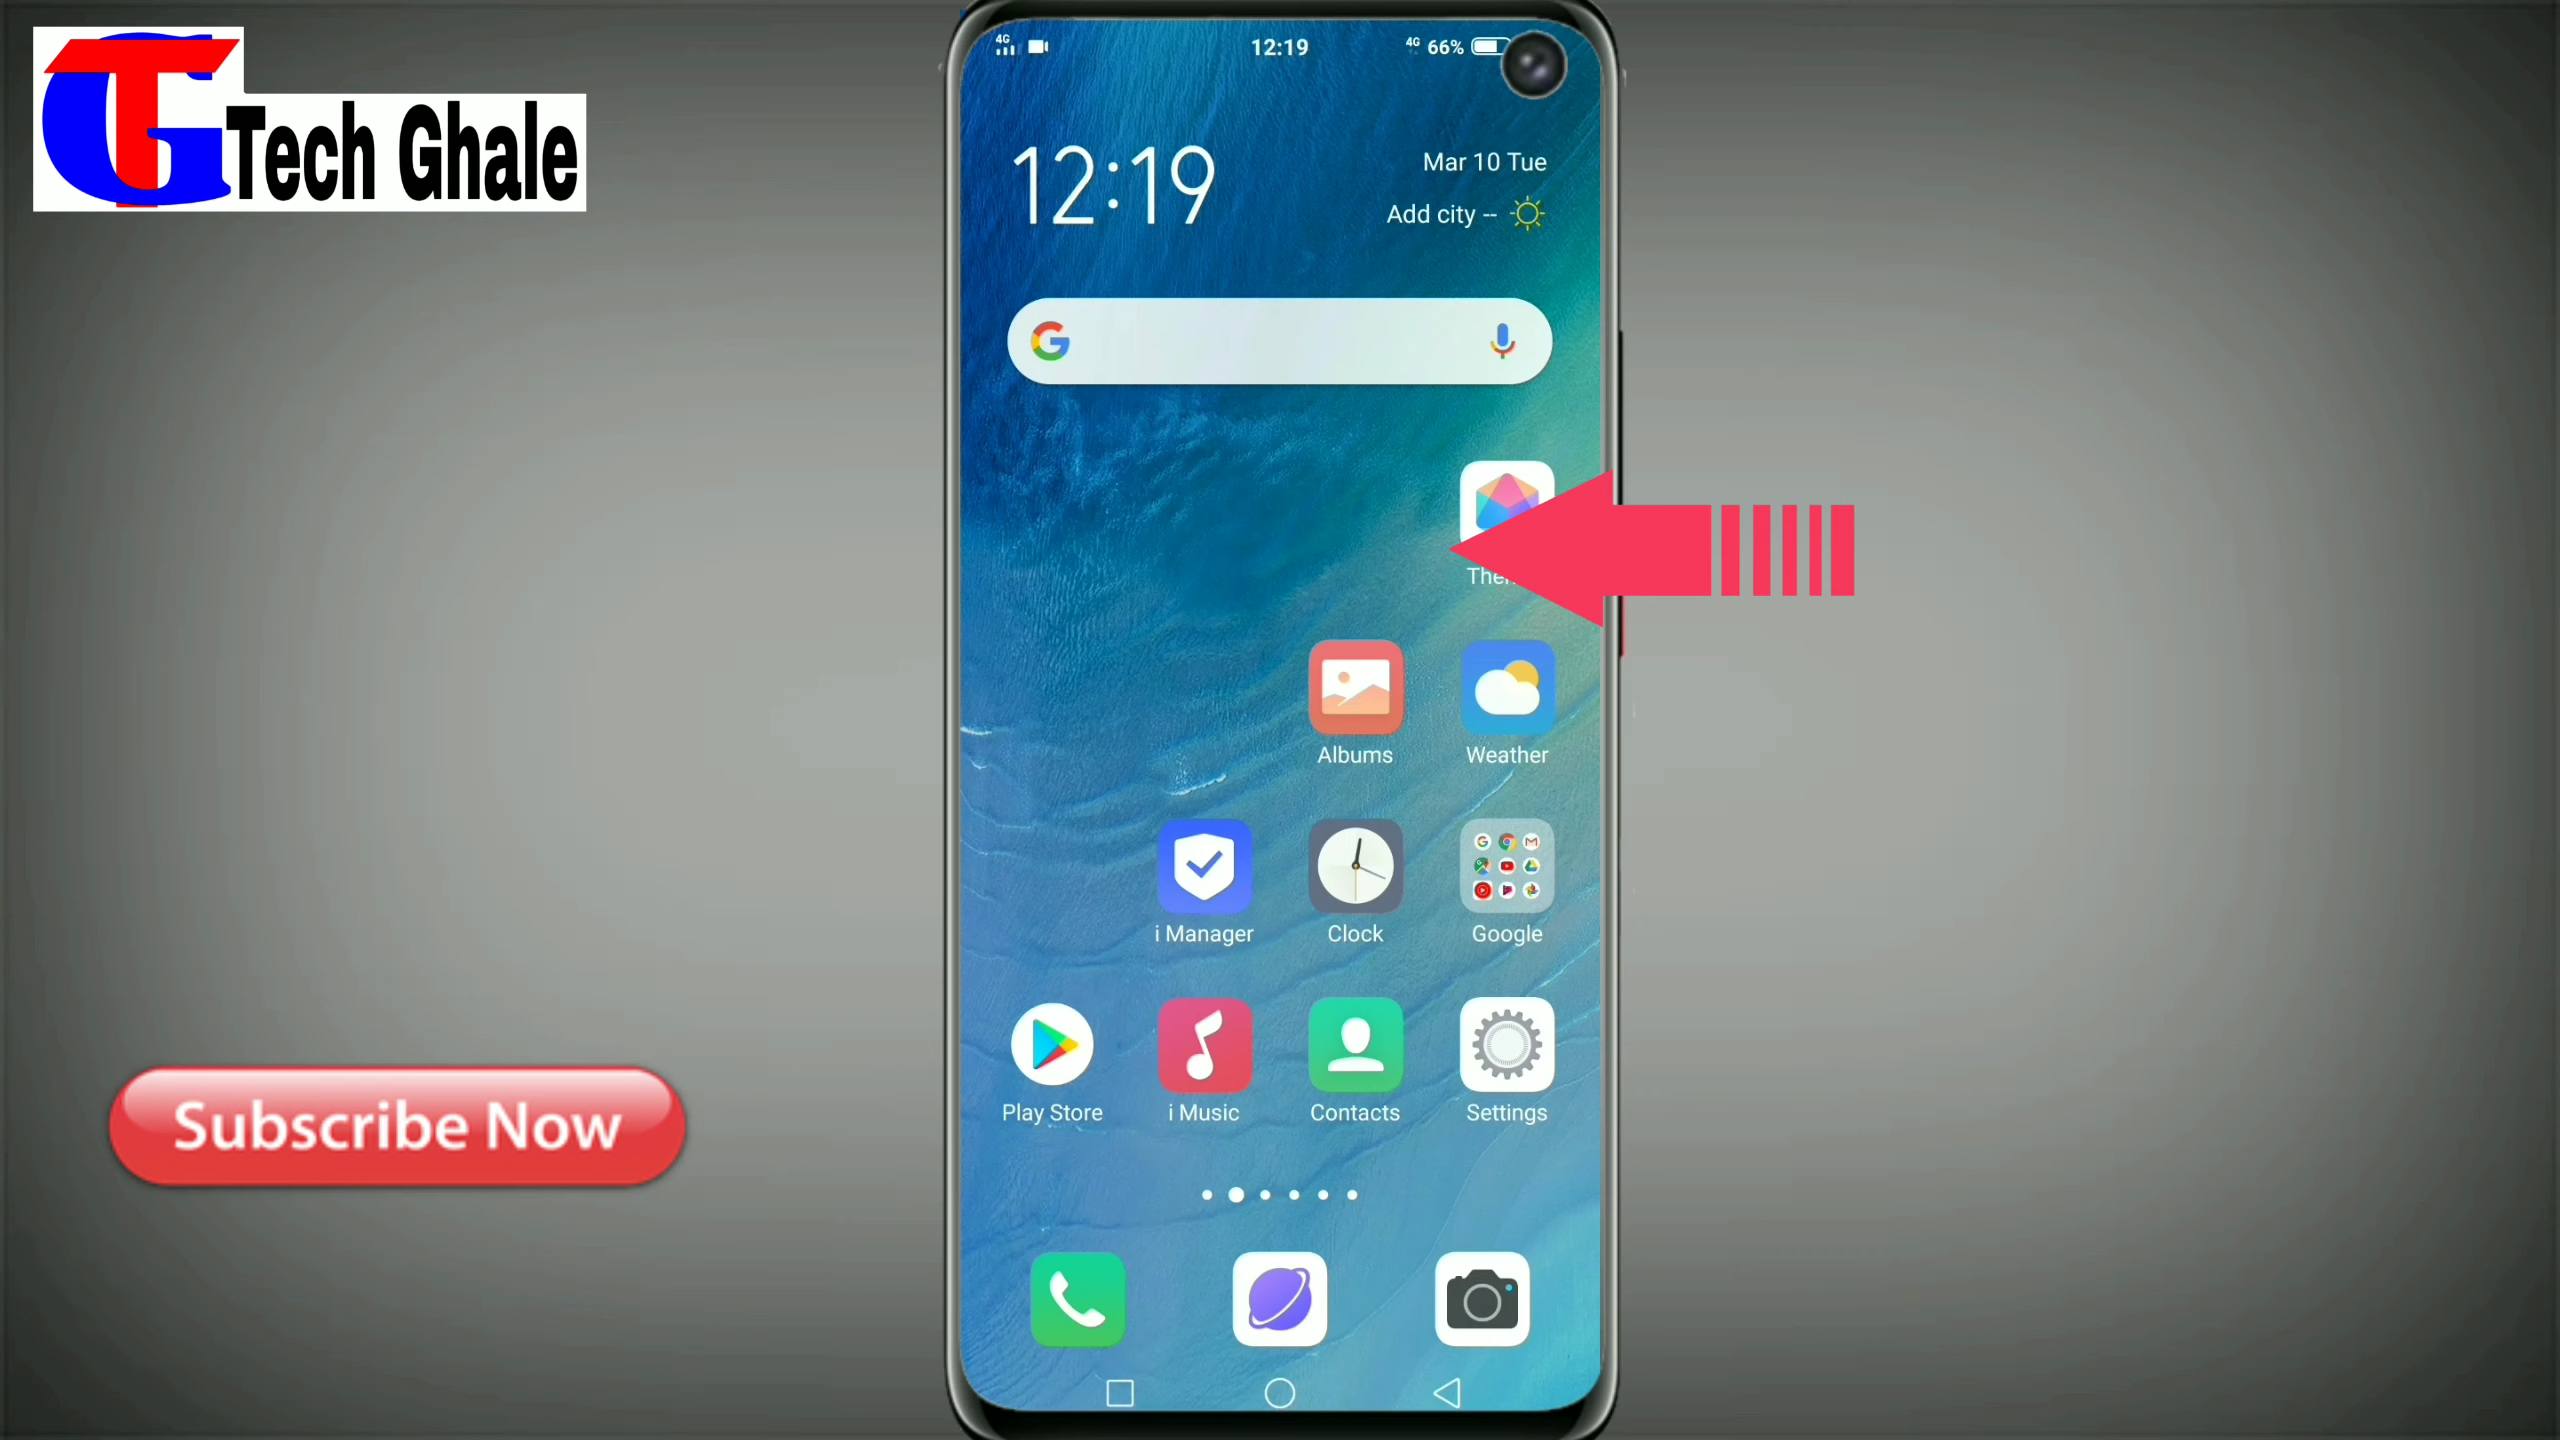 Tech Ghale
4G
12:19
4G 66%
12:19
Mar 10 Tue
Add city --
Albums
Weather
i Manager
Clock
Google
Play Store
i Music
Contacts
Settings
Subscribe Now